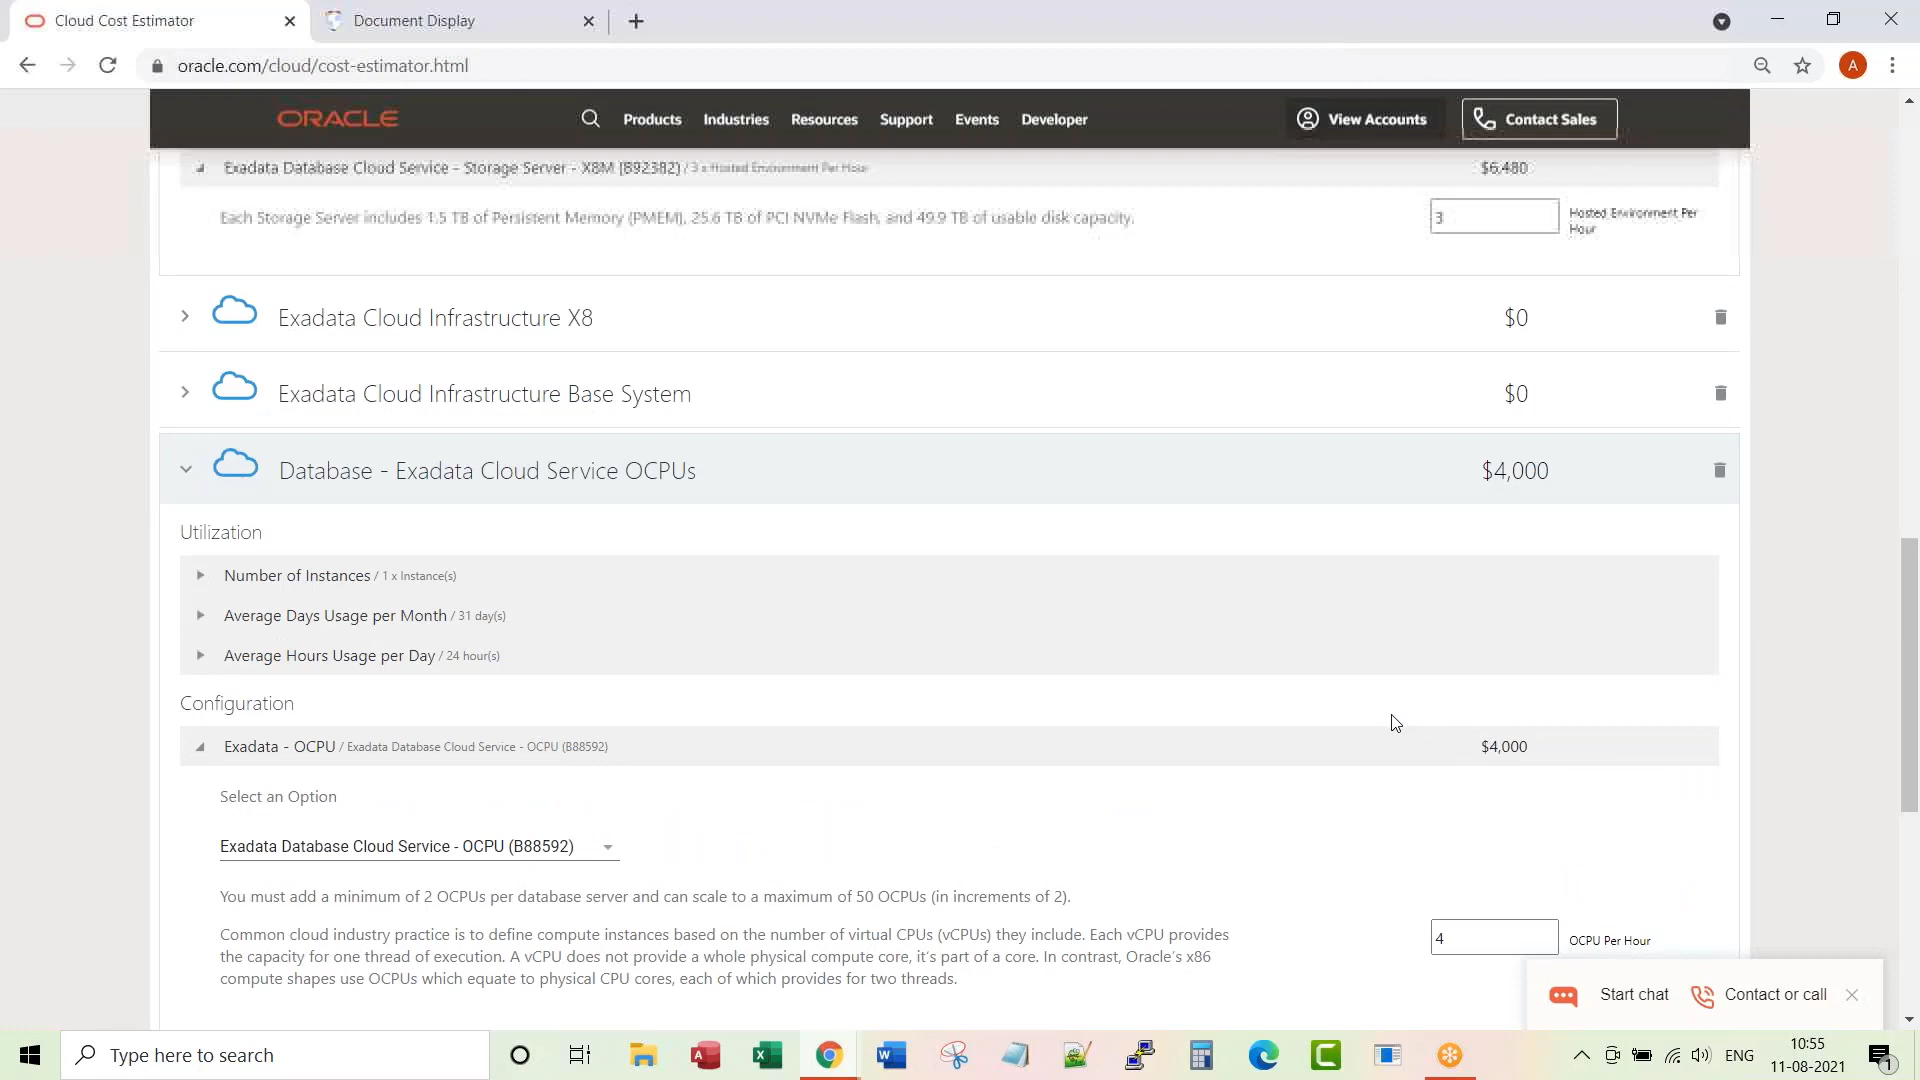 Cloud Cost Estimator
Document Display
oracle.com/cloud/cost-estimator.html
A
ORACLE
Products
Industries
Resources
Support
Events
Developer
View Accounts
Contact Sales
Exadata Database Cloud Service - Storage Server - X8M (B92382) / 3 x Hosted Environment Per Hour
$6,480
Each Storage Server includes 1.5 TB of Persistent Memory (PMEM), 25.6 TB of PCI NVMe Flash, and 49.9 TB of usable disk capacity.
3
Hosted Environment Per
Hour
Exadata Cloud Infrastructure X8
$0
Exadata Cloud Infrastructure Base System
$0
Database - Exadata Cloud Service OCPUs
$4,000
Utilization
Number of Instances / 1 x Instance(s)
Average Days Usage per Month / 31 day(s)
Average Hours Usage per Day / 24 hour(s)
Configuration
Exadata - OCPU / Exadata Database Cloud Service - OCPU (B88592)
$4,000
Select an Option
Exadata Database Cloud Service - OCPU (B88592)
You must add a minimum of 2 OCPUs per database server and can scale to a maximum of 50 OCPUs (in increments of 2).
Common cloud industry practice is to define compute instances based on the number of virtual CPUs (vCPUs) they include. Each vCPU provides
the capacity for one thread of execution. A vCPU does not provide a whole physical compute core, it's part of a core. In contrast, Oracle's x86
compute shapes use OCPUs which equate to physical CPU cores, each of which provides for two threads.
4
OCPU Per Hour
Start chat
Contact or call
Type here to search
ENG
10:55
11-08-2021
1